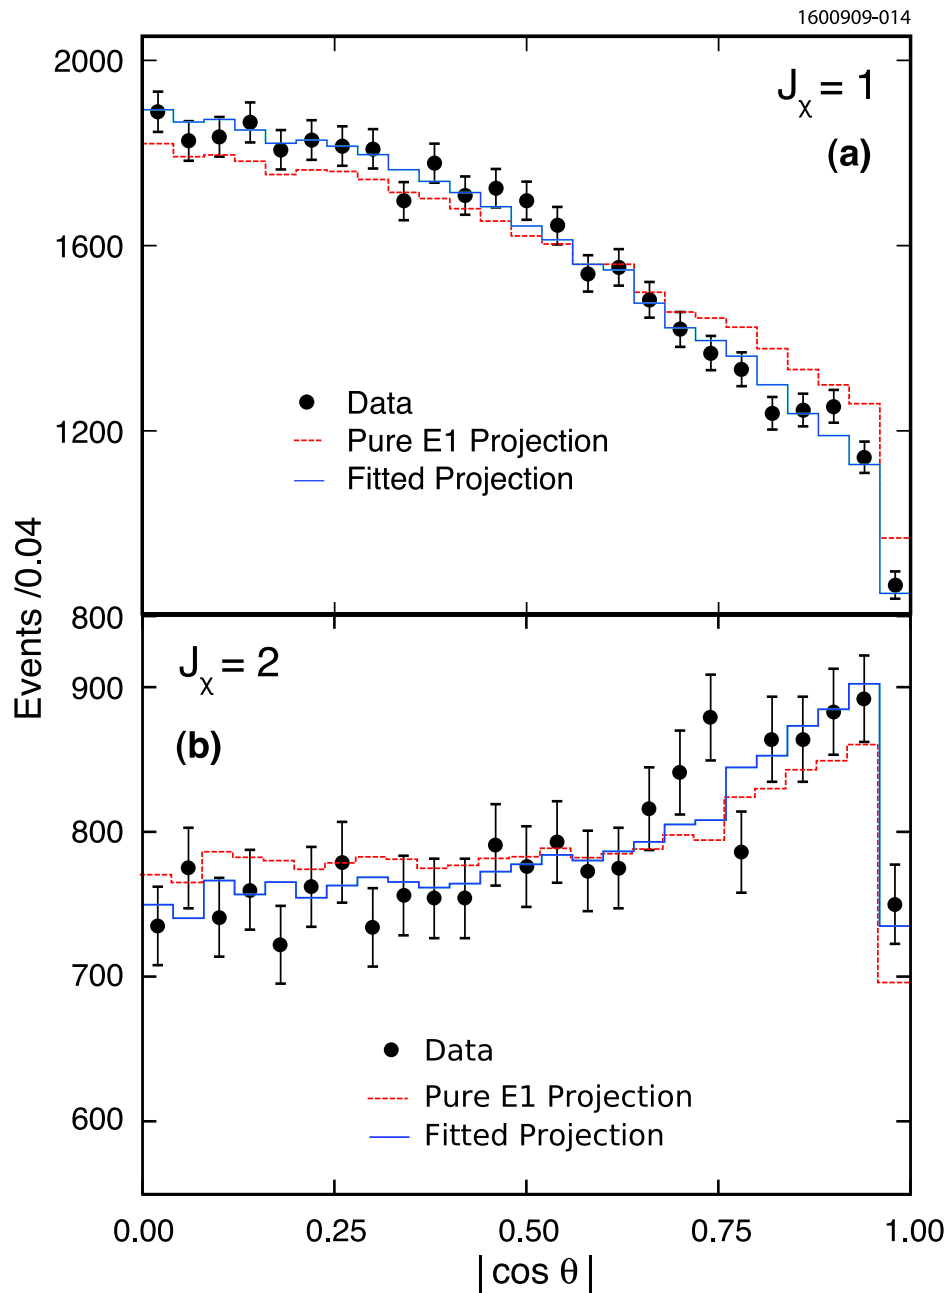 1600909-014
2000
J_χ = 1
(a)
1600
Data
Pure E1 Projection
Fitted Projection
1200
Events /0.04
800
J_χ = 2
900
(b)
800
700
Data
Pure E1 Projection
600
Fitted Projection
0.00 0.25 0.50 0.75 1.00
|cos θ|